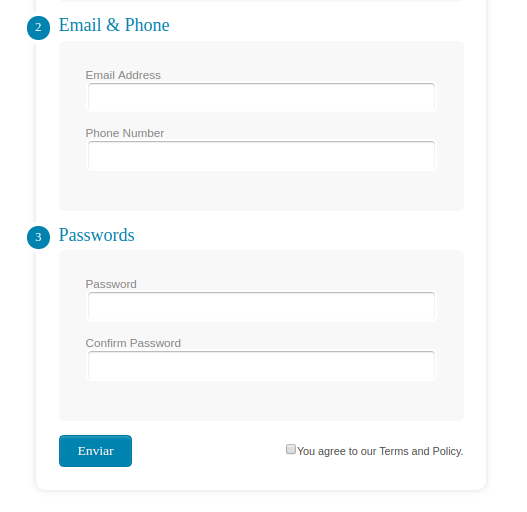 2 Email & Phone
Email Address
Phone Number
3 Passwords
Password
Confirm Password
Enviar You agree to our Terms and Policy.